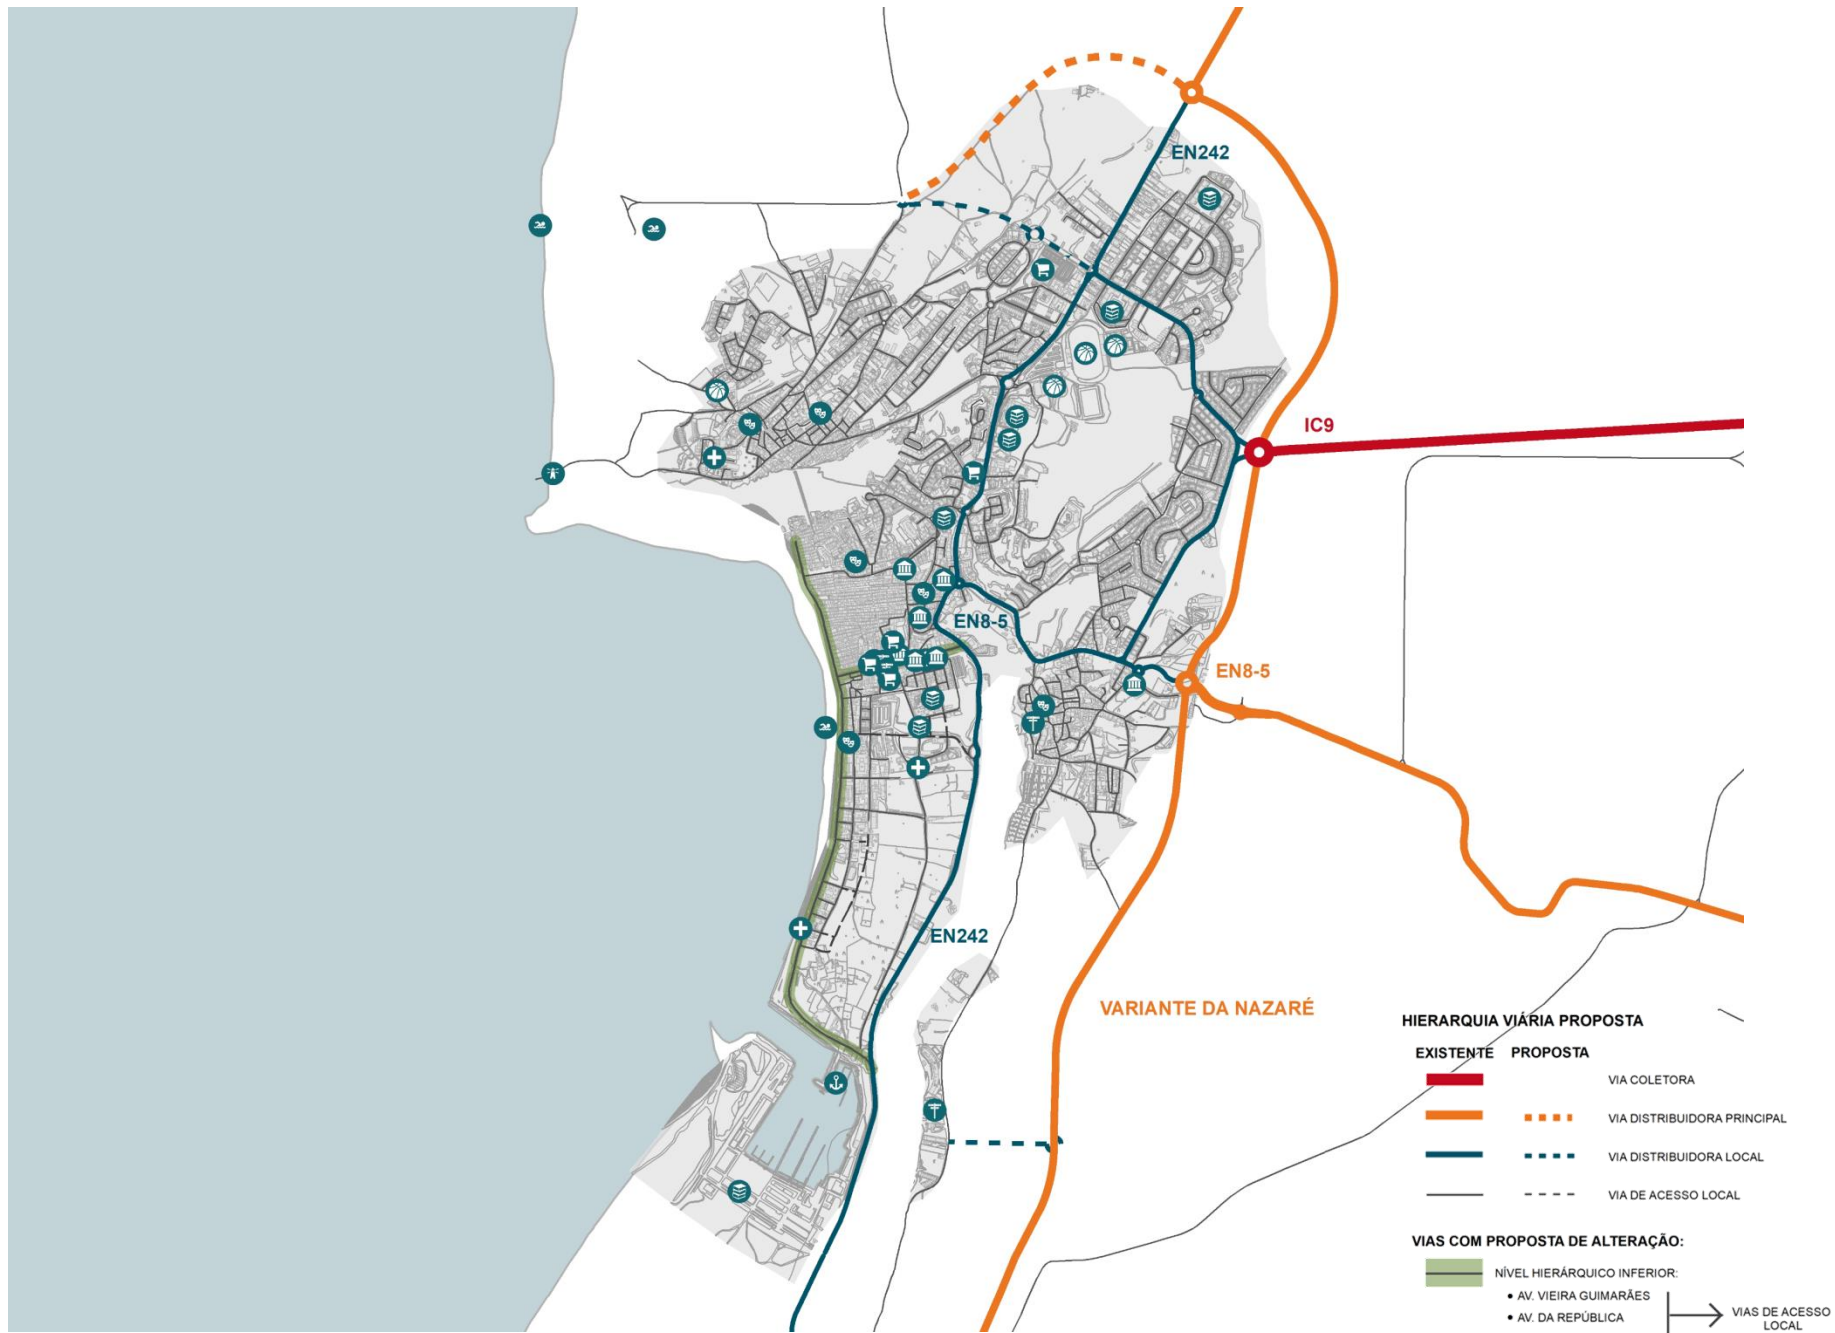 EN242
IC9
EN8-5
EN8-5
EN242
VARIANTE DA NAZARÉ
HIERARQUIA VIÁRIA PROPOSTA
EXISTENTE PROPOSTA
VIA COLETORA
VIA DISTRIBUIDORA PRINCIPAL
VIA DISTRIBUIDORA LOCAL
VIA DE ACESSO LOCAL
VIAS COM PROPOSTA DE ALTERAÇÃO:
NÍVEL HIERÁRQUICO INFERIOR:
• AV. VIEIRA GUIMARÃES
• AV. DA REPÚBLICA
VIAS DE ACESSO
LOCAL